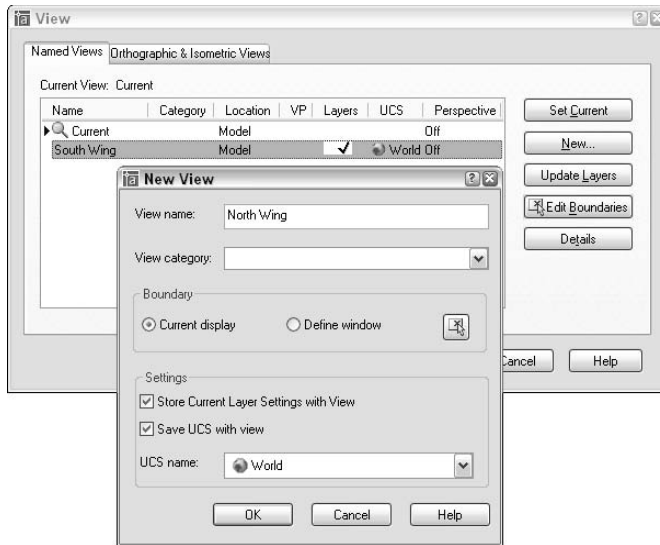 View
Named Views Orthographic & Isometric Views
Current View: Current
Name Category Location VP Layers UCS Perspective
Current Model Off
South Wing Model World Off
Set Current
New...
Update Layers
Edit Boundaries
Details
Cancel Help
New View
View name: North Wing
View category:
Boundary
Current display Define window
Settings
Store Current Layer Settings with View
Save UCS with view
UCS name: World
OK Cancel Help